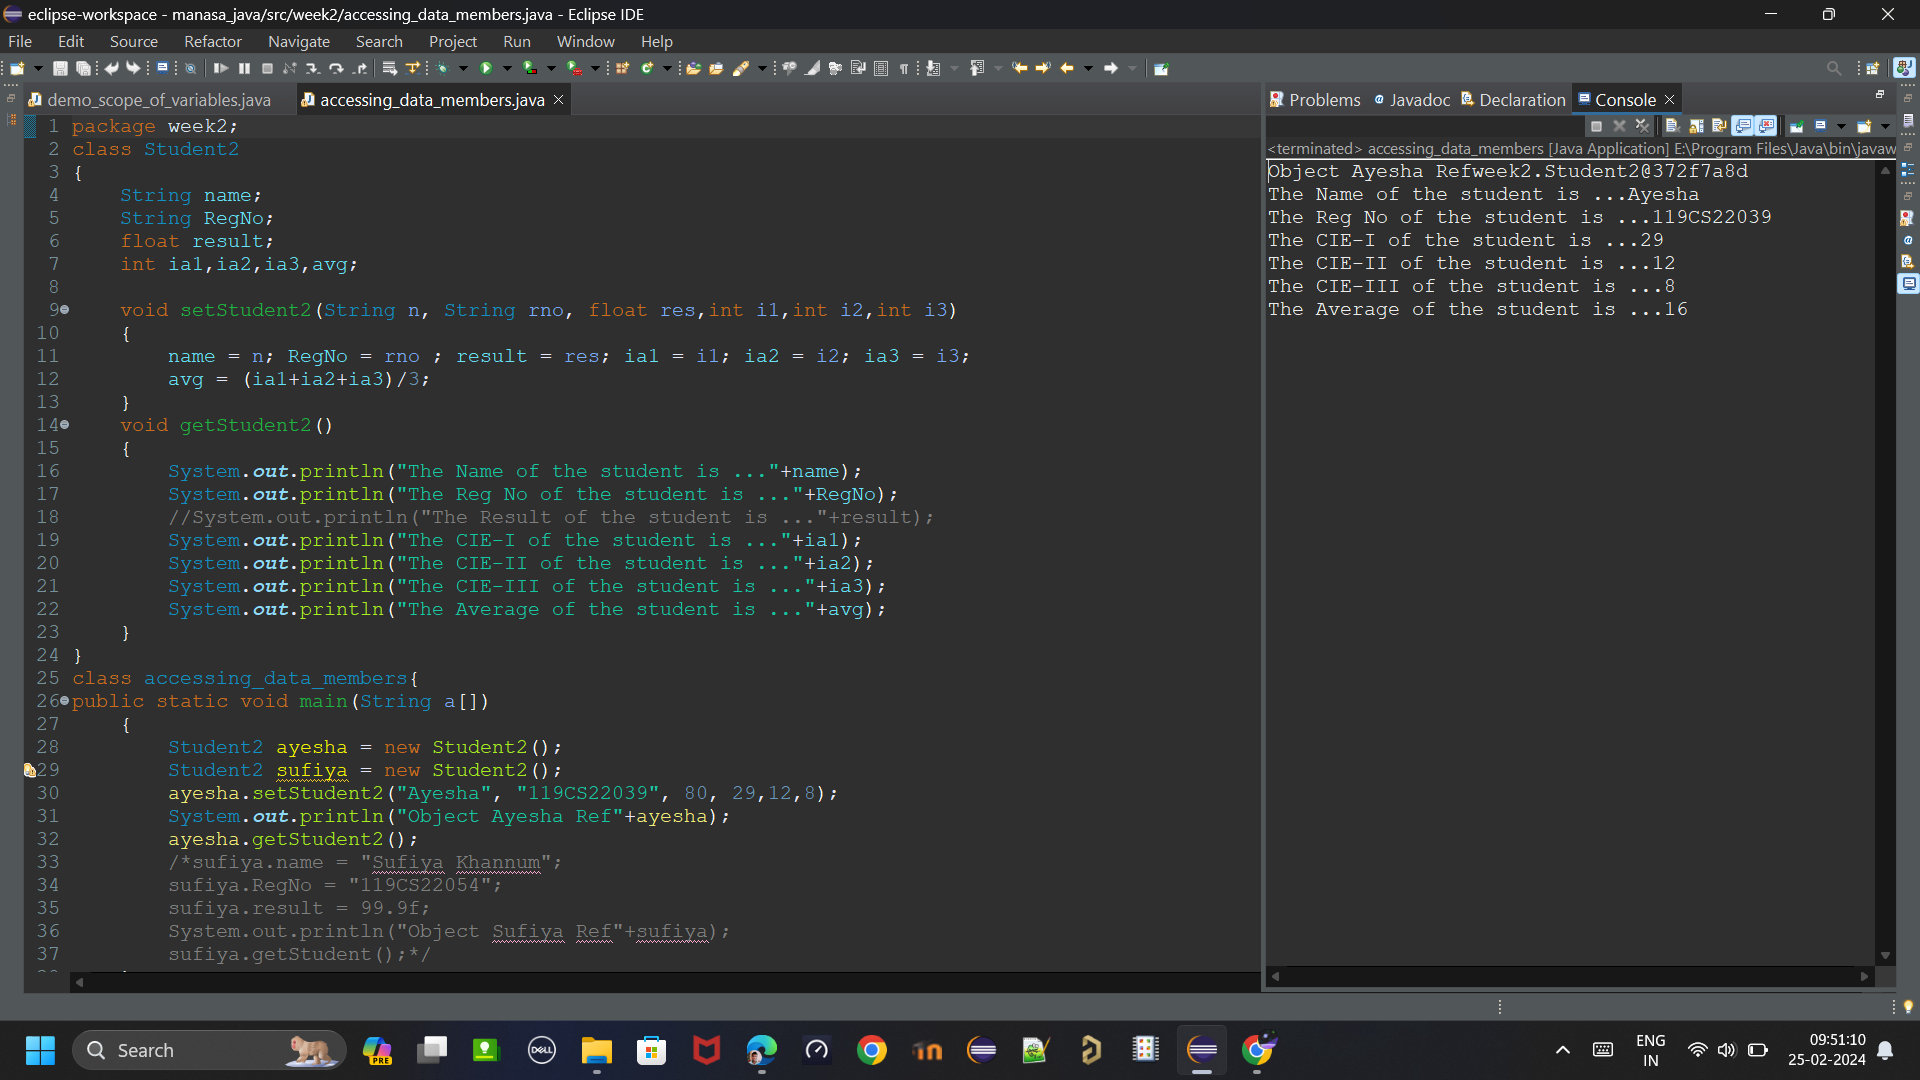 eclipse-workspace - manasa_java/src/week2/accessing_data_members.java - Eclipse IDE
File Edit Source Refactor Navigate Search Project Run Window Help
demo_scope_of_variables.java accessing_data_members.java
1 package week2;
2 class Student2
3 {
4 String name;
5 String RegNo;
6 float result;
7 int ia1,ia2,ia3,avg;
8
9 void setStudent2(String n, String rno, float res,int i1,int i2,int i3)
10 {
11 name = n; RegNo = rno ; result = res; ia1 = i1; ia2 = i2; ia3 = i3;
12 avg = (ia1+ia2+ia3)/3;
13 }
14 void getStudent2()
15 {
16 System.out.println("The Name of the student is ..."+name);
17 System.out.println("The Reg No of the student is ..."+RegNo);
18 //System.out.println("The Result of the student is ..."+result);
19 System.out.println("The CIE-I of the student is ..."+ia1);
20 System.out.println("The CIE-II of the student is ..."+ia2);
21 System.out.println("The CIE-III of the student is ..."+ia3);
22 System.out.println("The Average of the student is ..."+avg);
23 }
24 }
25 class accessing_data_members{
26 public static void main(String a[])
27 {
28 Student2 ayesha = new Student2();
29 Student2 sufiya = new Student2();
30 ayesha.setStudent2("Ayesha", "119CS22039", 80, 29,12,8);
31 System.out.println("Object Ayesha Ref"+ayesha);
32 ayesha.getStudent2();
33 /*sufiya.name = "Sufiya Khannum";
34 sufiya.RegNo = "119CS22054";
35 sufiya.result = 99.9f;
36 System.out.println("Object Sufiya Ref"+sufiya);
37 sufiya.getStudent();*/
Problems Javadoc Declaration Console
<terminated> accessing_data_members [Java Application] E:\Program Files\Java\bin\javaw
Object Ayesha Refweek2.Student2@372f7a8d
The Name of the student is ...Ayesha
The Reg No of the student is ...119CS22039
The CIE-I of the student is ...29
The CIE-II of the student is ...12
The CIE-III of the student is ...8
The Average of the student is ...16
Search
PRE
DELL
ENG
IN
09:51:10
25-02-2024